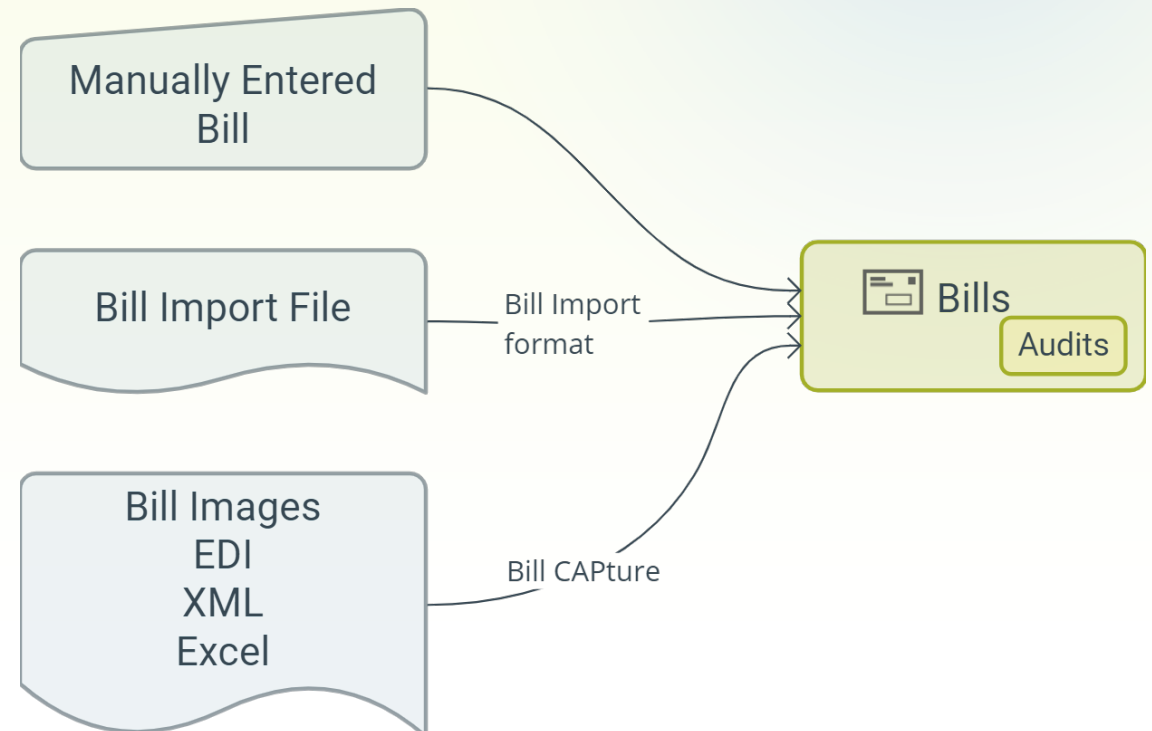 Manually Entered
Bill
Bill Import File
Bill Import
format
Bills
Audits
Bill Images
EDI
XML
Excel
Bill CAPture